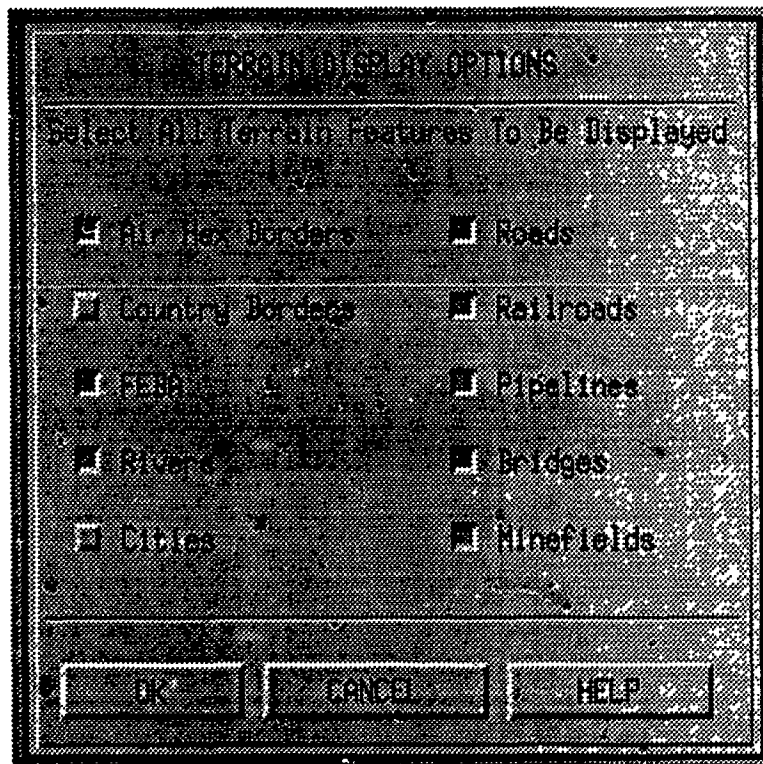 TERRAIN DISPLAY OPTIONS
Select All Terrain Features To Be Displayed
Air Hex Borders
Roads
Country Borders
Railroads
FEBA
Pipelines
Rivers
Bridges
Cities
Minefields
OK
CANCEL
HELP